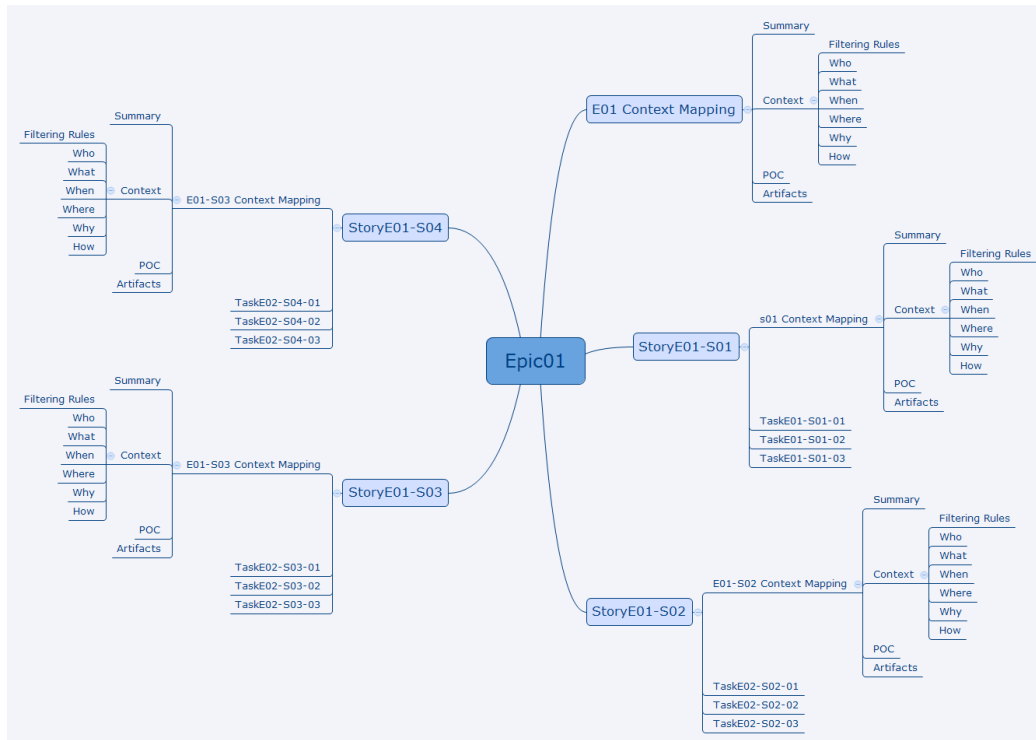 Epic01
E01 Context Mapping
Summary
Context
Filtering Rules
Who
What
When
Where
Why
How
POC
Artifacts
StoryE01-S01
s01 Context Mapping
Summary
Context
Filtering Rules
Who
What
When
Where
Why
How
POC
Artifacts
TaskE01-S01-01
TaskE01-S01-02
TaskE01-S01-03
StoryE01-S02
E01-S02 Context Mapping
Summary
Context
Filtering Rules
Who
What
When
Where
Why
How
POC
Artifacts
TaskE02-S02-01
TaskE02-S02-02
TaskE02-S02-03
StoryE01-S03
E01-S03 Context Mapping
Summary
Context
Filtering Rules
Who
What
When
Where
Why
How
POC
Artifacts
TaskE02-S03-01
TaskE02-S03-02
TaskE02-S03-03
StoryE01-S04
E01-S03 Context Mapping
Summary
Context
Filtering Rules
Who
What
When
Where
Why
How
POC
Artifacts
TaskE02-S04-01
TaskE02-S04-02
TaskE02-S04-03